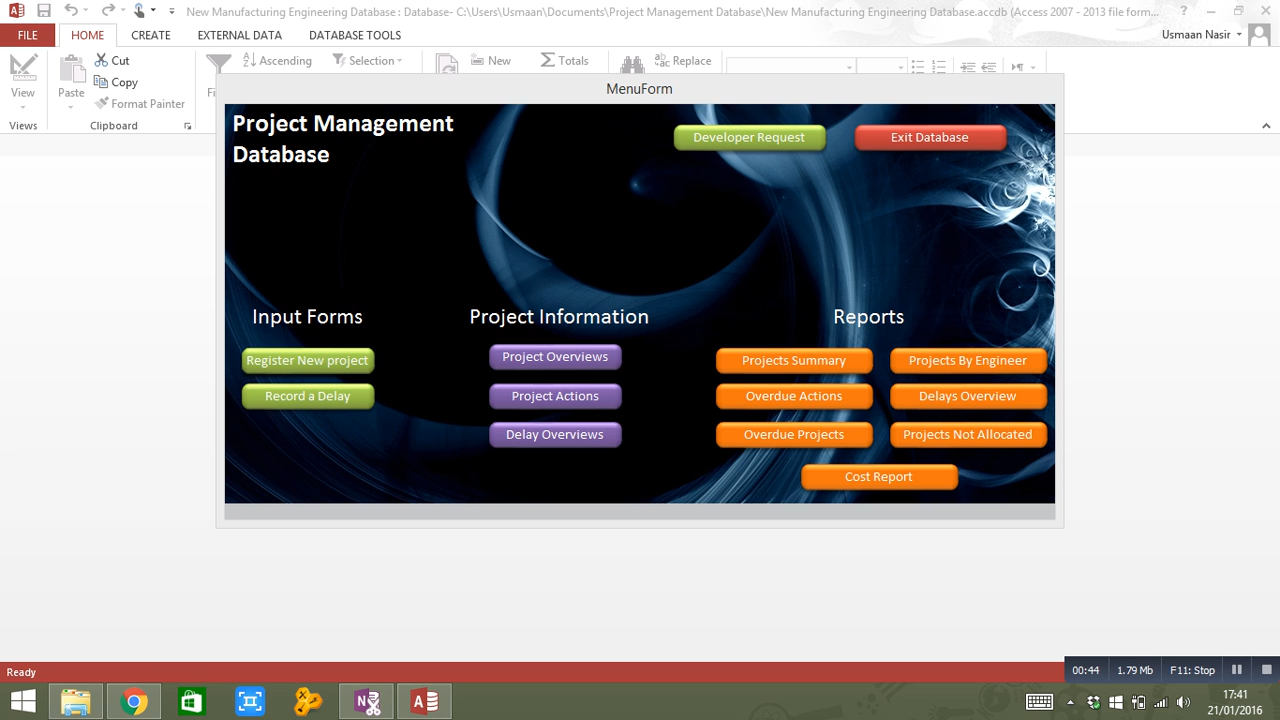 New Manufacturing Engineering Database : Database- C:\Users\Usmaan\Documents\Project Management Database\New Manufacturing Engineering Database.accdb (Access 2007 - 2013 file form...
FILE HOME CREATE EXTERNAL DATA DATABASE TOOLS Usmaan Nasir
Cut Ascending Selection New Totals Replace
View Paste Copy
Format Painter
Views Clipboard
MenuForm
Project Management
Database
Developer Request Exit Database
Input Forms Project Information Reports
Register New project Project Overviews Projects Summary Projects By Engineer
Record a Delay Project Actions Overdue Actions Delays Overview
Delay Overviews Overdue Projects Projects Not Allocated
Cost Report
Ready 00:44 1.79 Mb F11: Stop
17:41
21/01/2016